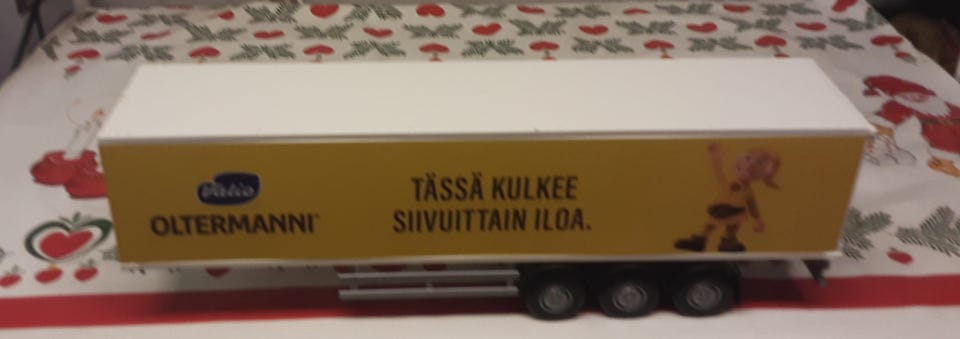 Valio
OLTERMANNI
TÄSSÄ KULKEE
SIIVUITTAIN ILOA.